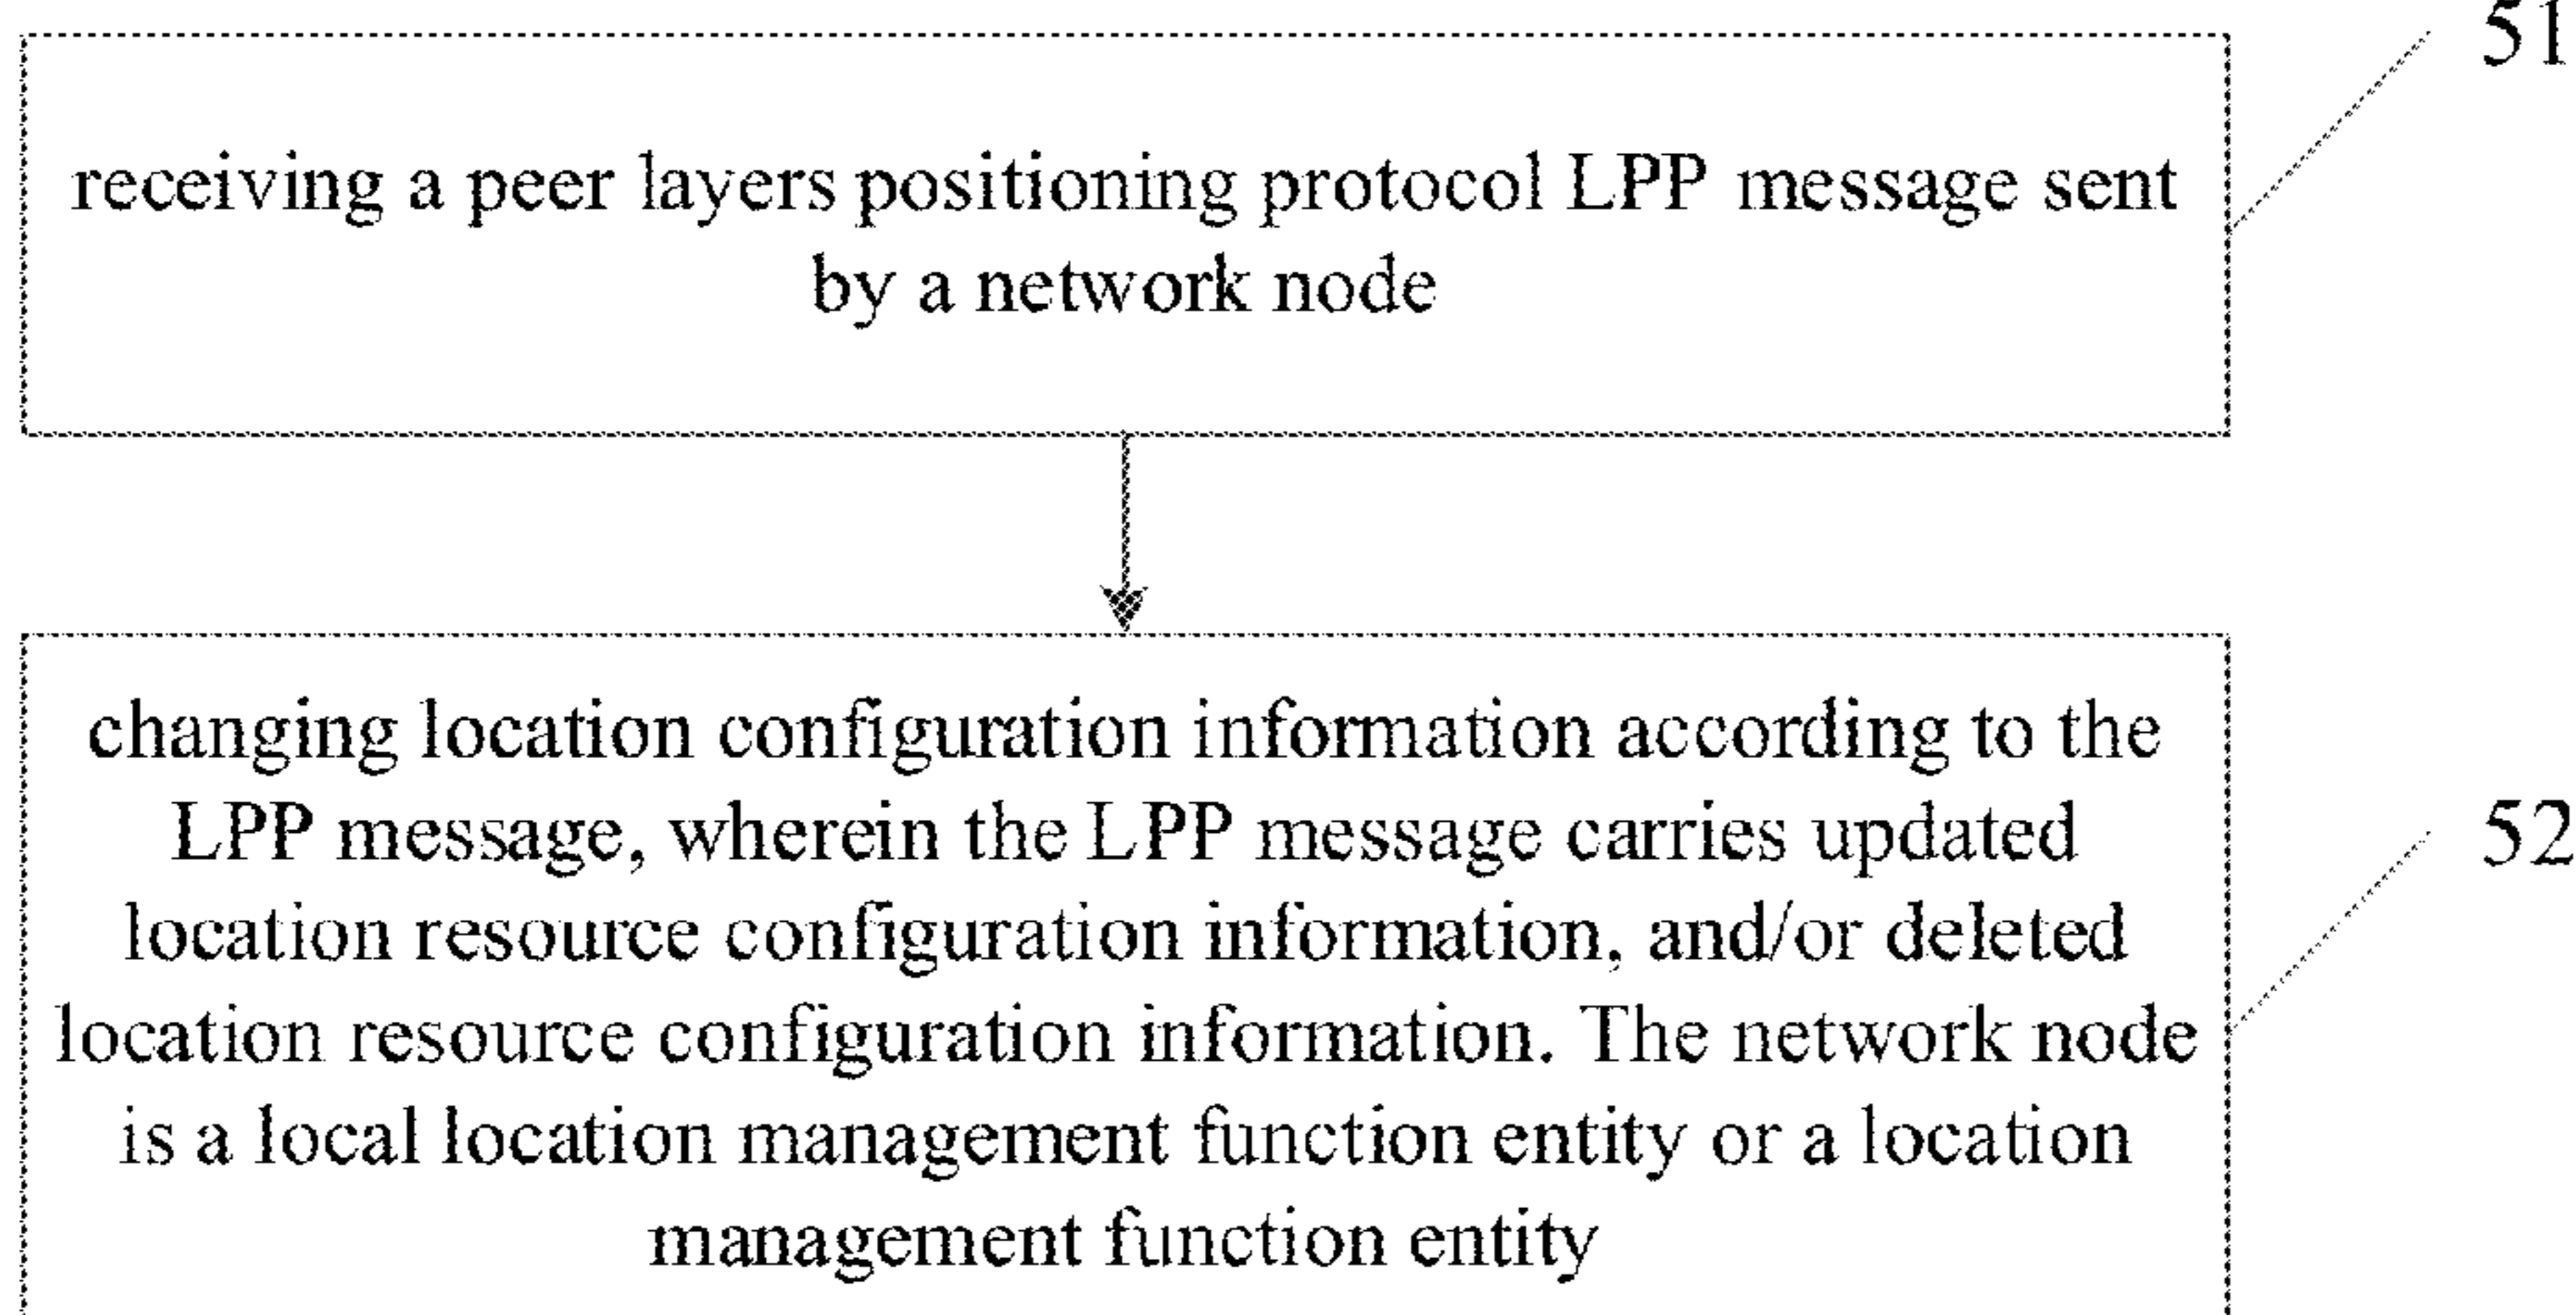 51
receiving a peer layers positioning protocol LPP message sent
by a network node
changing location configuration information according to the
LPP message, wherein the LPP message carries updated
52
location resource configuration information, and/or deleted
location resource configuration information. The network node
is a local location management function entity or a location
management function entity